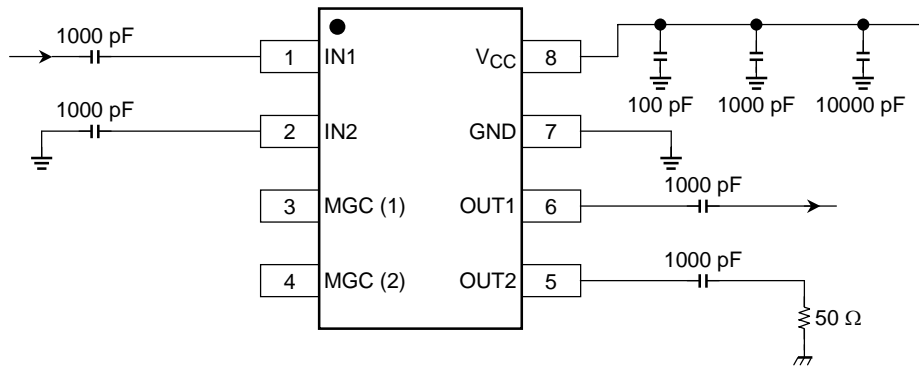 1000 pF
1 IN1
VCC 8
100 pF 1000 pF 10000 pF
1000 pF
2 IN2
GND 7
1000 pF
3 MGC (1)
OUT1 6
1000 pF
4 MGC (2)
OUT2 5
50 Ω